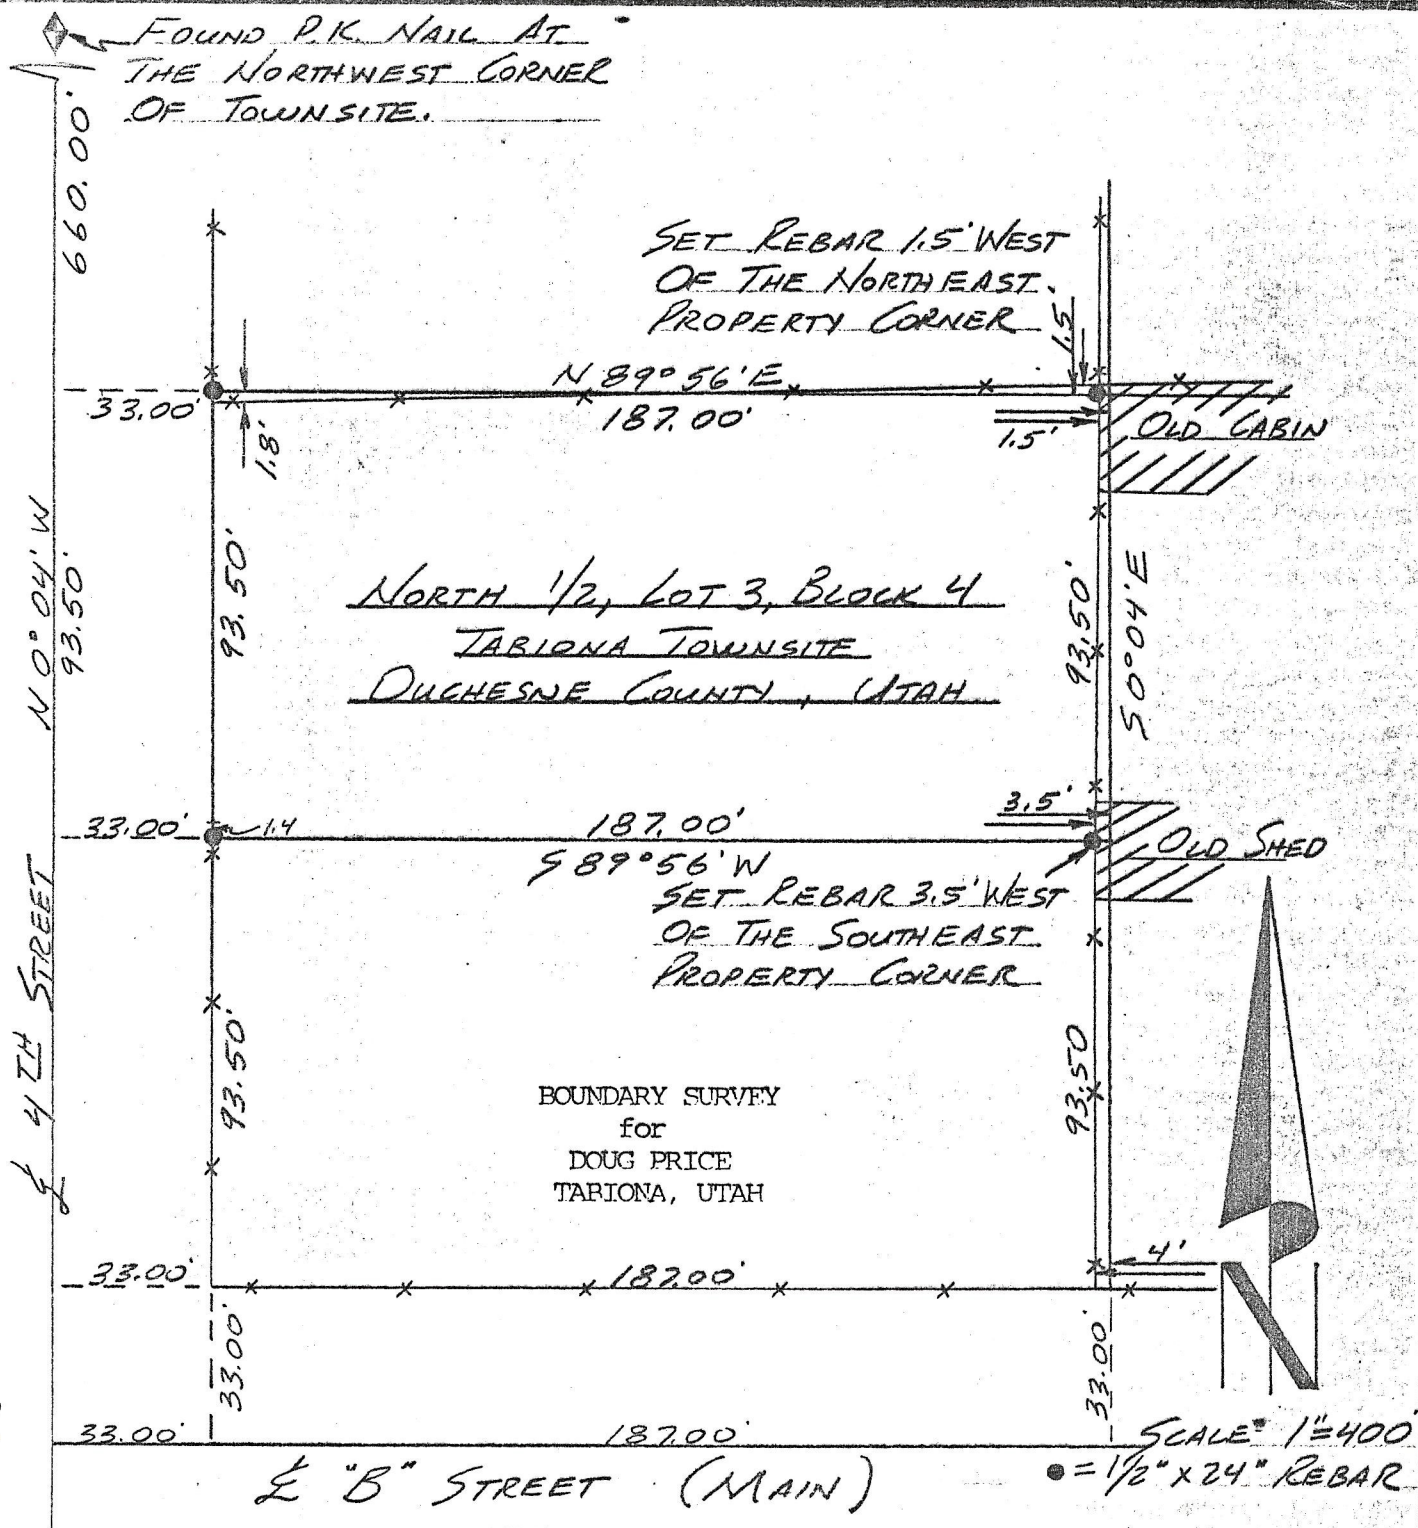 FOUND P.K. NAIL AT
THE NORTHWEST CORNER
OF TOWNSITE.
660.00'
SET REBAR 1.5' WEST
OF THE NORTHEAST
PROPERTY CORNER
1.5
N 89° 56' E
33.00'
187.00'
1.5'
OLD CABIN
1.8'
N 0° 04' W
93.50'
93.50'
NORTH 1/2, LOT 3, BLOCK 4
TABIONA TOWNSITE
DUCHESNE COUNTY, UTAH
93.50'
S 0° 04' E
33.00'
1.4
187.00'
3.5'
S 89° 56' W
OLD SHED
SET REBAR 3.5' WEST
OF THE SOUTHEAST
PROPERTY CORNER
℄ 4TH STREET
93.50'
BOUNDARY SURVEY
for
DOUG PRICE
TABIONA, UTAH
93.50
4'
33.00'
187.00'
33.00'
33.00'
N
33.00'
187.00'
SCALE 1"=400'
℄ "B" STREET (MAIN)
● = 1/2" X 24" REBAR